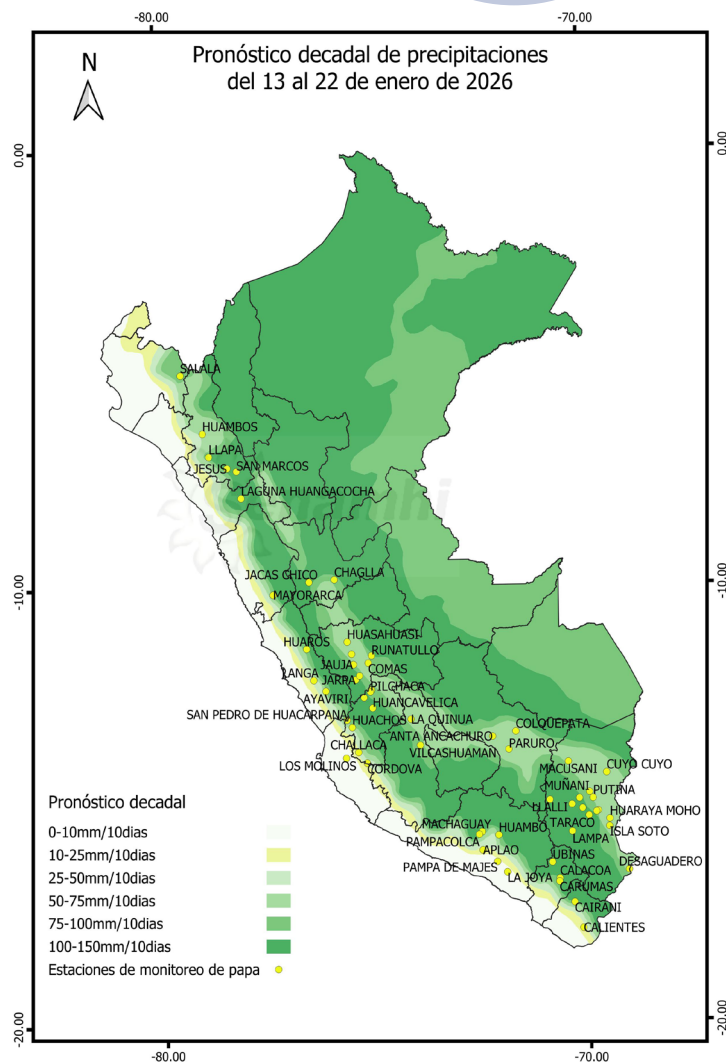 -80.00
-70.00
Pronóstico decadal de precipitaciones
del 13 al 22 de enero de 2026
N
0.00
0.00
SALALA
HUAMBOS
LLAPA
JESUS
SAN MARCOS
LAGUNA HUANGACOCHA
-10.00
-10.00
JACAS CHICO
CHAGLLA
MAYORARCA
HUASAHUASI
HUAROS
RUNATULLO
JAUJA
COMAS
LANGA
JARPA
PILCHACA
AYAVIRI
HUANCAVELICA
SAN PEDRO DE HUACARPANA
HUACHOS
LA QUINUA
COLQUEPATA
ANTA ANCACHURO
CHALLACA
VILCASHUAMAN
PARURO
LOS MOLINOS
CORDOVA
MACUSANI
CUYO CUYO
MUÑANI
PUTINA
LLALLI
HUARAYA MOHO
MACHAGUAY
HUAMBO
TARACO
ISLA SOTO
PAMPACOLCA
LAMPA
APLAO
UBINAS
DESAGUADERO
PAMPA DE MAJES
LA JOYA
CALACOA
CARUMAS
CAIRANI
CALIENTES
Pronóstico decadal
0-10mm/10dias
10-25mm/10dias
25-50mm/10dias
50-75mm/10dias
75-100mm/10dias
100-150mm/10dias
Estaciones de monitoreo de papa
-20.00
-20.00
-80.00
-70.00